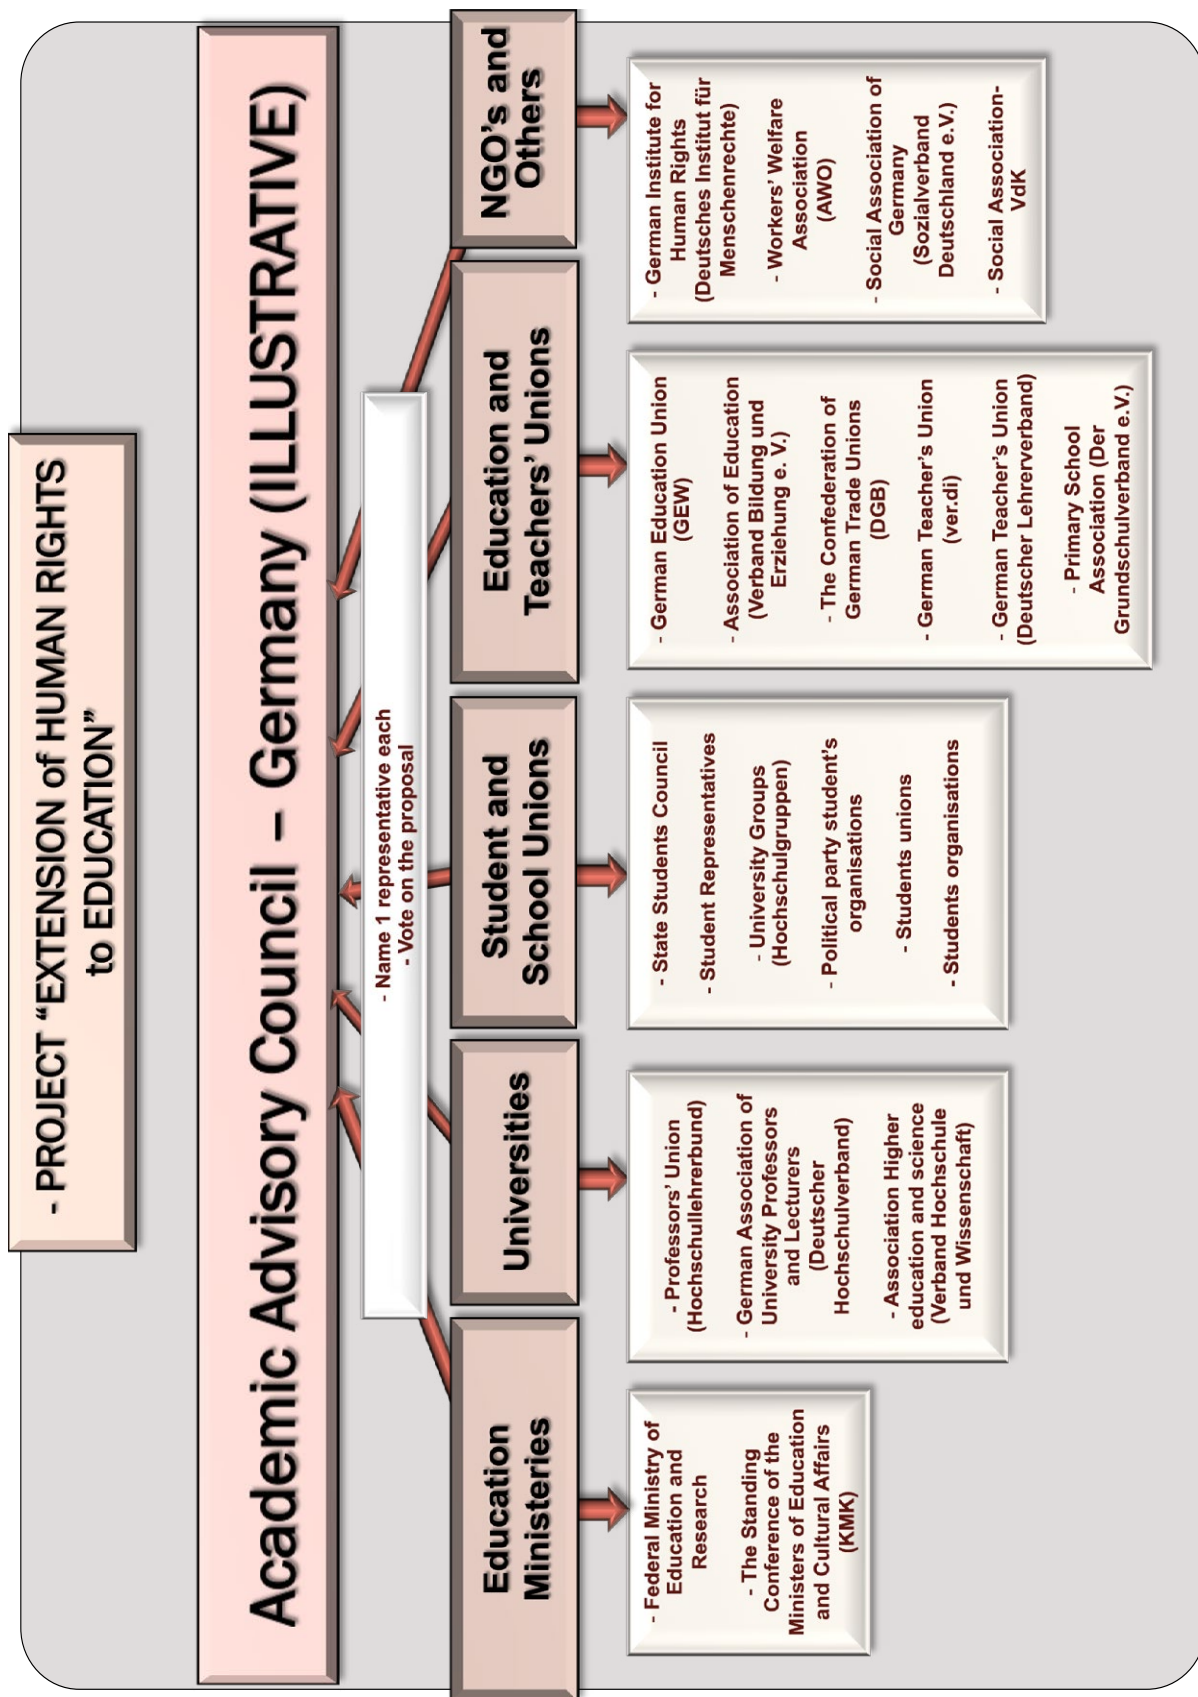 - PROJECT “EXTENSION of HUMAN RIGHTS
to EDUCATION”
Academic Advisory Council – Germany (ILLUSTRATIVE)
- Name 1 representative each
- Vote on the proposal
Education
Ministeries
Universities
Student and
School Unions
Education and
Teachers’ Unions
NGO’s and
Others
- Federal Ministry of
Education and
Research
- The Standing
Conference of the
Ministers of Education
and Cultural Affairs
(KMK)
- Professors’ Union
(Hochschullehrerbund)
- German Association of
University Professors
and Lecturers
(Deutscher
Hochschulverband)
- Association Higher
education and science
(Verband Hochschule
und Wissenschaft)
- State Students Council
- Student Representatives
- University Groups
(Hochschulgruppen)
- Political party student’s
organisations
- Students unions
- Students organisations
- German Education Union
(GEW)
- Association of Education
(Verband Bildung und
Erziehung e. V.)
- The Confederation of
German Trade Unions
(DGB)
- German Teacher’s Union
(ver.di)
- German Teacher’s Union
(Deutscher Lehrerverband)
- Primary School
Association (Der
Grundschulverband e.V.)
- German Institute for
Human Rights
(Deutsches Institut für
Menschenrechte)
- Workers’ Welfare
Association
(AWO)
- Social Association of
Germany
(Sozialverband
Deutschland e.V.)
- Social Association-
VdK